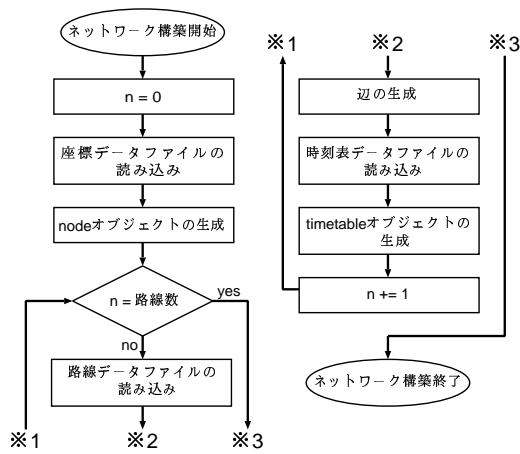 ネットワーク構築開始
n = 0
座標データファイルの
読み込み
nodeオブジェクトの生成
n = 路線数
yes
no
路線データファイルの
読み込み
※1
※2
※3
※1
※2
※3
辺の生成
時刻表データファイルの
読み込み
timetableオブジェクトの
生成
n += 1
ネットワーク構築終了